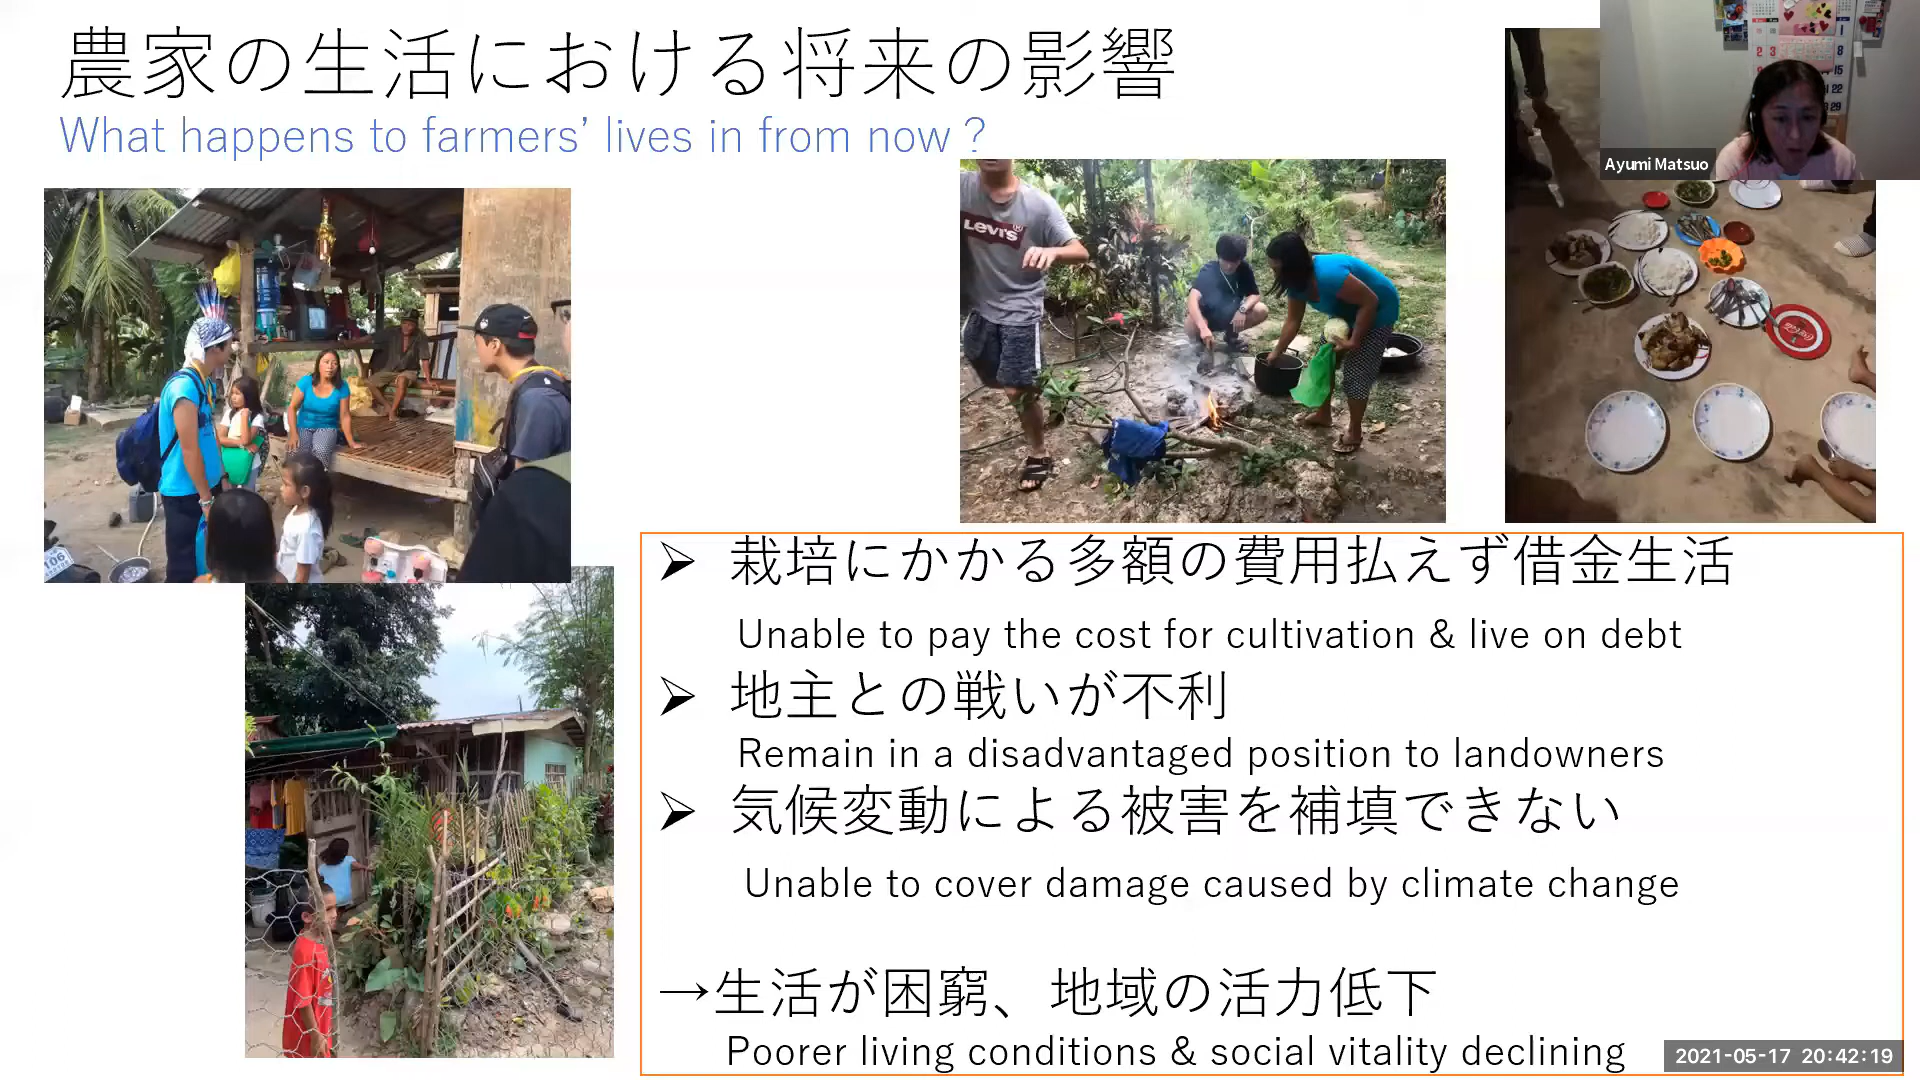 農家の生活における将来の影響
What happens to farmers’ lives in from now ?
Ayumi Matsuo
LEVI'S
106
Coca-Cola
➢ 栽培にかかる多額の費用払えず借金生活
Unable to pay the cost for cultivation & live on debt
➢ 地主との戦いが不利
Remain in a disadvantaged position to landowners
➢ 気候変動による被害を補填できない
Unable to cover damage caused by climate change
→生活が困窮、地域の活力低下
Poorer living conditions & social vitality declining
2021-05-17 20:42:19